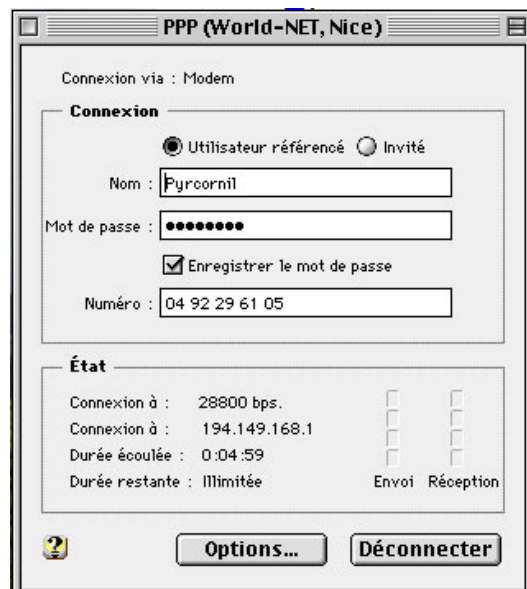 PPP (World-NET, Nice)
Connexion via : Modem
Connexion
Utilisateur référencé Invité
Nom : Pyrcornil
Mot de passe : ●●●●●●●●
Enregistrer le mot de passe
Numéro : 04 92 29 61 05
État
Connexion à : 28800 bps.
Connexion à : 194.149.168.1
Durée écoulée : 0:04:59
Durée restante : Illimitée Envoi Réception
? Options... Déconnecter